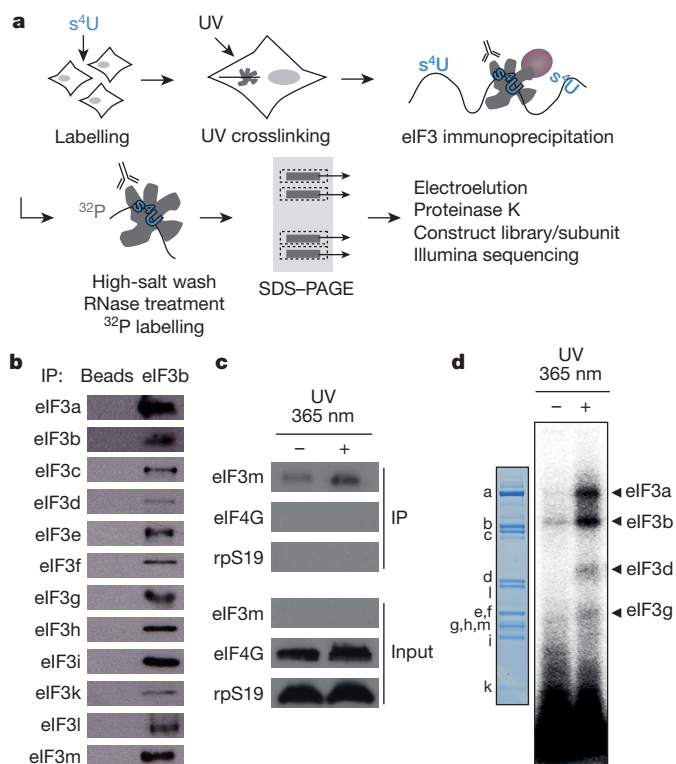 a
s⁴U
UV
s⁴U
s⁴U
s⁴U
Labelling
UV crosslinking
eIF3 immunoprecipitation
³²P
s⁴U
High-salt wash
RNase treatment
³²P labelling
SDS–PAGE
Electroelution
Proteinase K
Construct library/subunit
Illumina sequencing
b
IP: Beads eIF3b
eIF3a
eIF3b
eIF3c
eIF3d
eIF3e
eIF3f
eIF3g
eIF3h
eIF3i
eIF3k
eIF3l
eIF3m
c
UV
365 nm
– +
eIF3m
eIF4G
rpS19
IP
eIF3m
eIF4G
rpS19
Input
d
UV
365 nm
– +
a
b
c
d
l
e,f
g,h,m
i
k
eIF3a
eIF3b
eIF3d
eIF3g